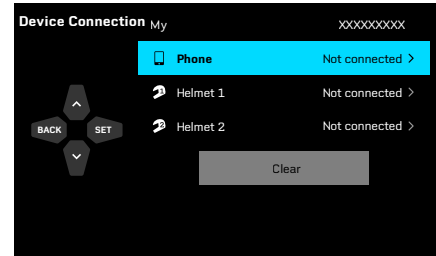 Device Connection My XXXXXXXXX
Phone Not connected >
Helmet 1 Not connected >
BACK SET Helmet 2 Not connected >
Clear